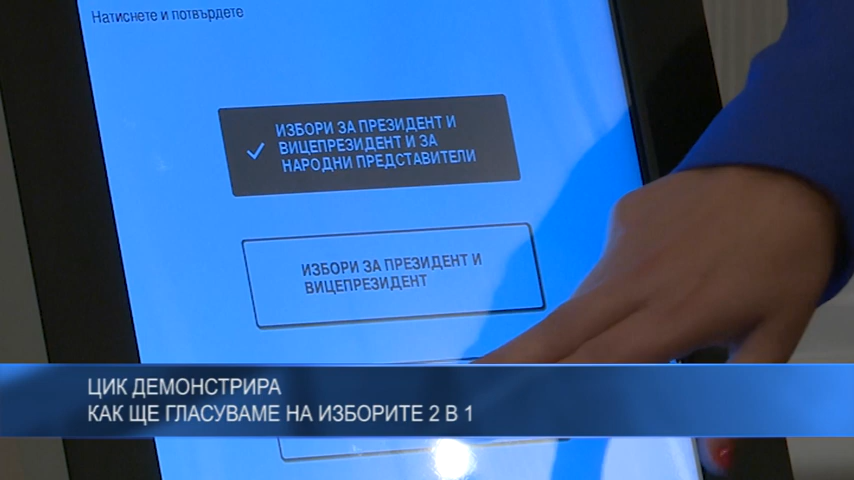 Натиснете и потвърдете
ИЗБОРИ ЗА ПРЕЗИДЕНТ И
ВИЦЕПРЕЗИДЕНТ И ЗА
НАРОДНИ ПРЕДСТАВИТЕЛИ
ИЗБОРИ ЗА ПРЕЗИДЕНТ И
ВИЦЕПРЕЗИДЕНТ
ЦИК ДЕМОНСТРИРА
КАК ЩЕ ГЛАСУВАМЕ НА ИЗБОРИТЕ 2 В 1